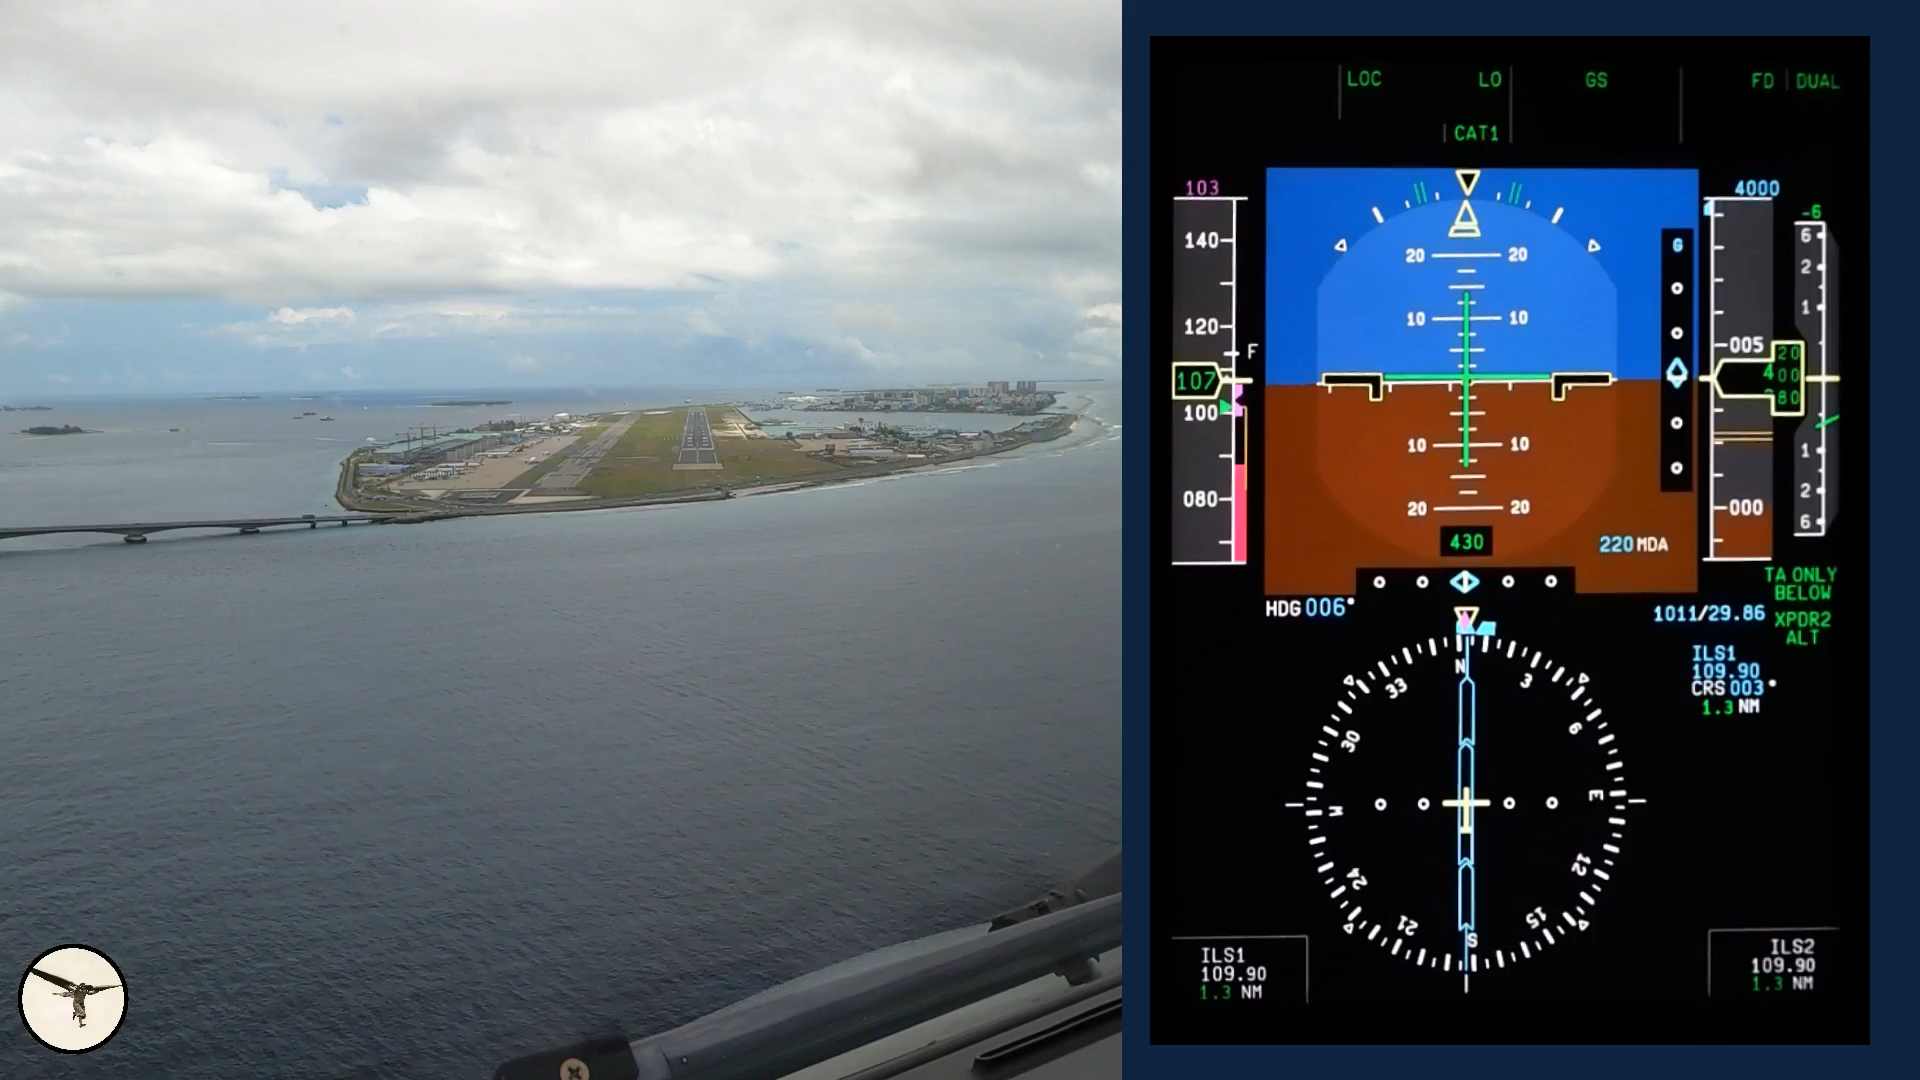 LOC LO GS FD DUAL
CAT1
103
140
120
F
107
100
080
4000
-6
6
2
1
005
20
4 00
80
1
2
6
000
G
20 20
10 10
10 10
20 20
430
220 MDA
TA ONLY
BELOW
XPDR2
ALT
HDG 006°
1011/29.86
ILS1
109.90
CRS 003°
1.3 NM
N
3
6
E
12
15
S
21
24
W
30
33
ILS1
109.90
1.3 NM
ILS2
109.90
1.3 NM